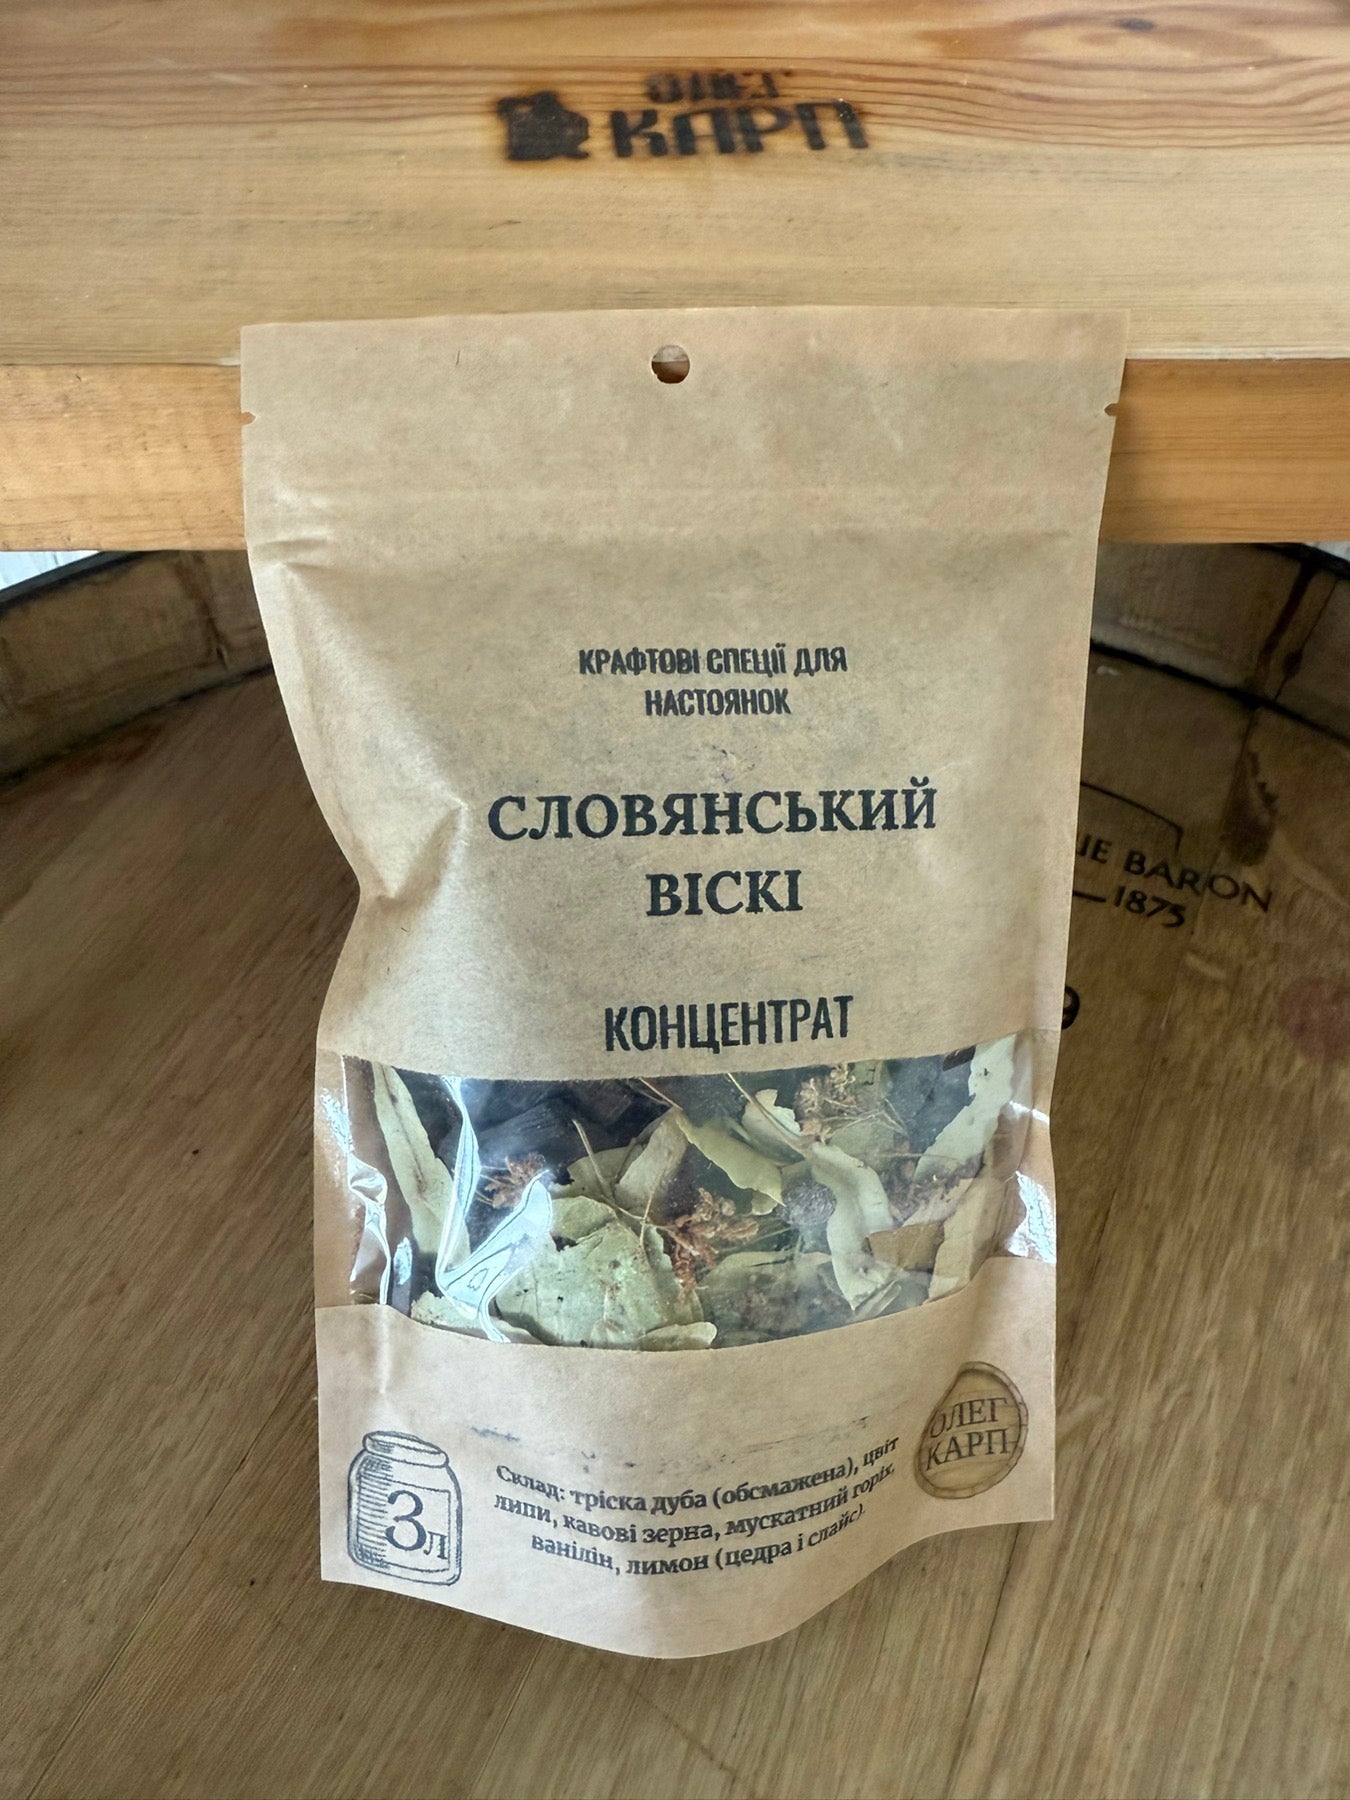 ОЛЕГ
КАРП
КРАФТОВІ СПЕЦІЇ ДЛЯ
НАСТОЯНОК
СЛОВЯНСЬКИЙ
ВІСКІ
КОНЦЕНТРАТ
BARON
1875
9
3л
Склад: тріска дуба (обсмажена), цвіт
липи, кавові зерна, мускатний горіх,
ванілін, лимон (цедра і слайс).
ОЛЕГ
КАРП